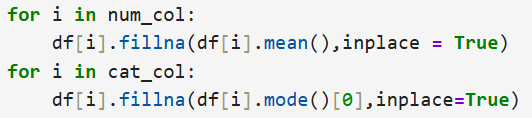 for i in num_col:
    df[i].fillna(df[i].mean(),inplace = True)
for i in cat_col:
    df[i].fillna(df[i].mode()[0],inplace=True)